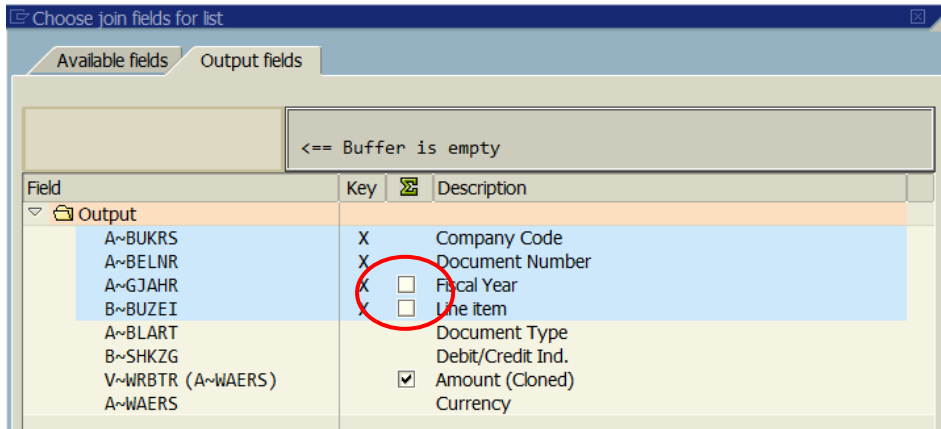 Choose join fields for list
Available fields Output fields
<== Buffer is empty
Field Key Σ Description
Output
A~BUKRS X Company Code
A~BELNR X Document Number
A~GJAHR X Fiscal Year
B~BUZEI X Line item
A~BLART Document Type
B~SHKZG Debit/Credit Ind.
V~WRBTR (A~WAERS) Amount (Cloned)
A~WAERS Currency